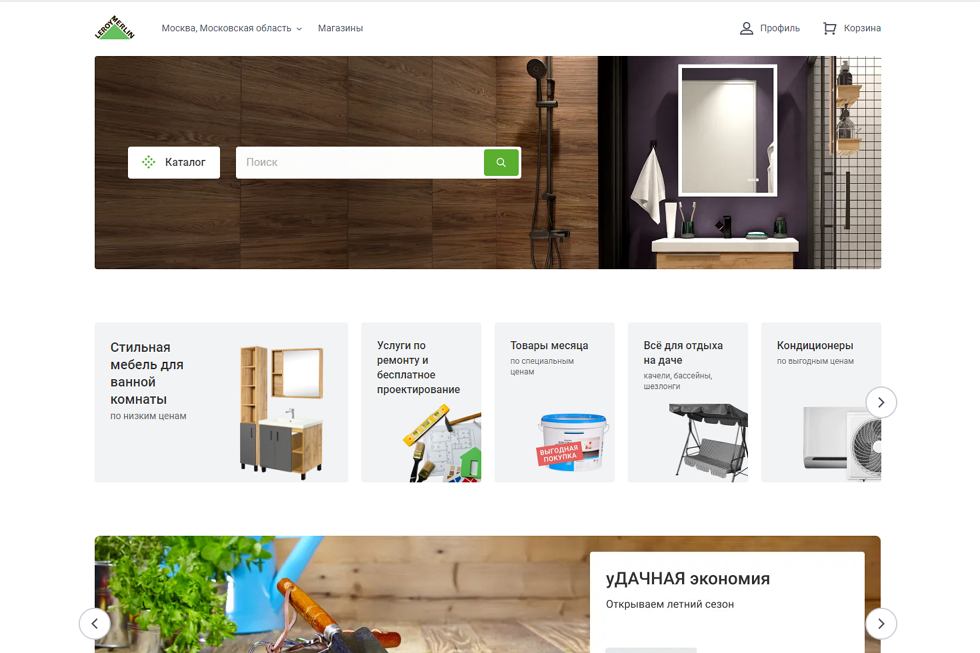 LEROY MERLIN
Москва, Московская область
Магазины
Профиль
Корзина
Каталог
Поиск
Стильная
мебель для
ванной
комнаты
по низким ценам
Услуги по
ремонту и
бесплатное
проектирование
Товары месяца
по специальным
ценам
ВЫГОДНАЯ
ПОКУПКА
Всё для отдыха
на даче
качели, бассейны,
шезлонги
Кондиционеры
по выгодным ценам
уДАЧНАЯ экономия
Открываем летний сезон